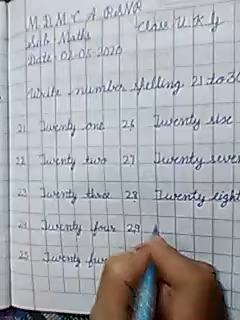 Class U.K.G
Sub: Maths
Date: 02-05-2020
Write number spelling 21 to 30
21 Twenty one 26 Twenty six
22 Twenty two 27 Twenty seven
23 Twenty three 28 Twenty eight
24 Twenty four 29
25 Twenty